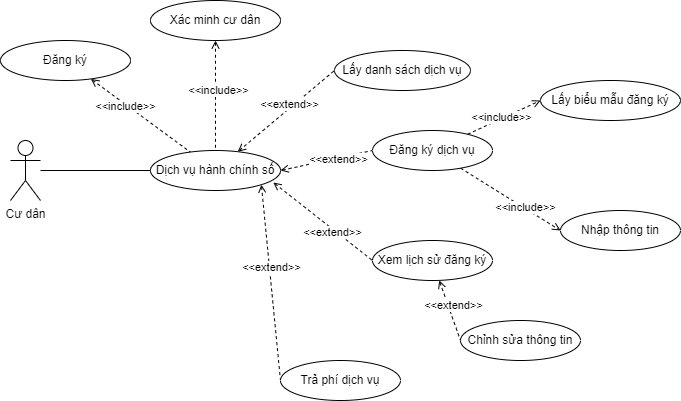 Xác minh cư dân
Đăng ký
Lấy danh sách dịch vụ
<<include>>
<<include>>
<<extend>>
Lấy biểu mẫu đăng ký
<<include>>
Đăng ký dịch vụ
<<extend>>
Dịch vụ hành chính số
Cư dân
<<include>>
Nhập thông tin
<<extend>>
Xem lịch sử đăng ký
<<extend>>
<<extend>>
Chỉnh sửa thông tin
Trả phí dịch vụ